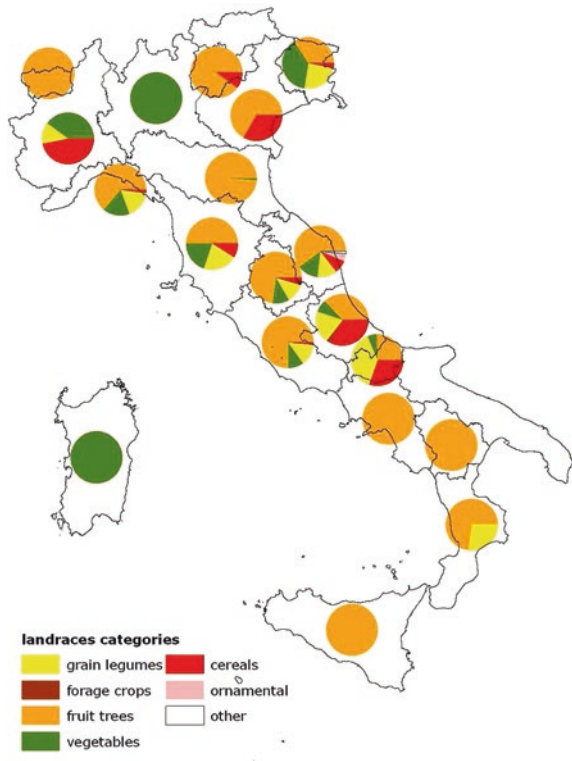 landraces categories
grain legumes cereals
forage crops ornamental
fruit trees other
vegetables